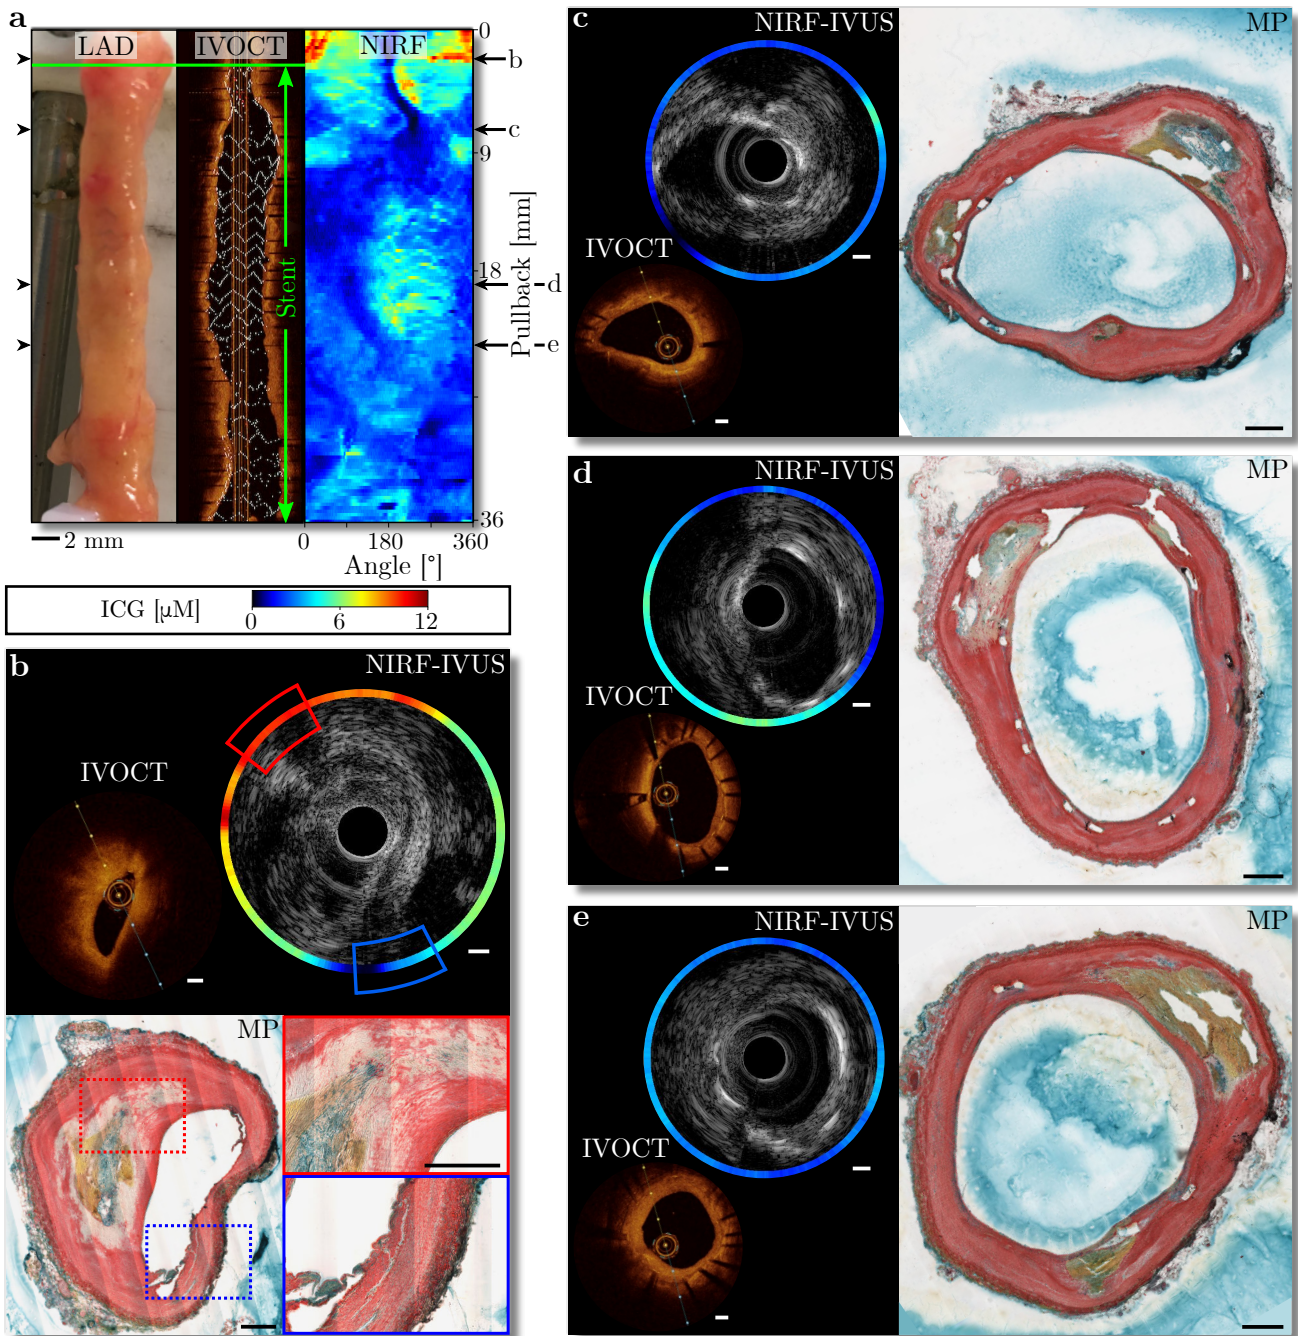 a
LAD
IVOCT
NIRF
0
b
c
9
Pullback [mm]
18
d
e
Stent
36
2 mm
0
180
360
Angle [°]
ICG [µM]
0
6
12
b
NIRF-IVUS
IVOCT
MP
c
NIRF-IVUS
MP
IVOCT
d
NIRF-IVUS
MP
IVOCT
e
NIRF-IVUS
MP
IVOCT